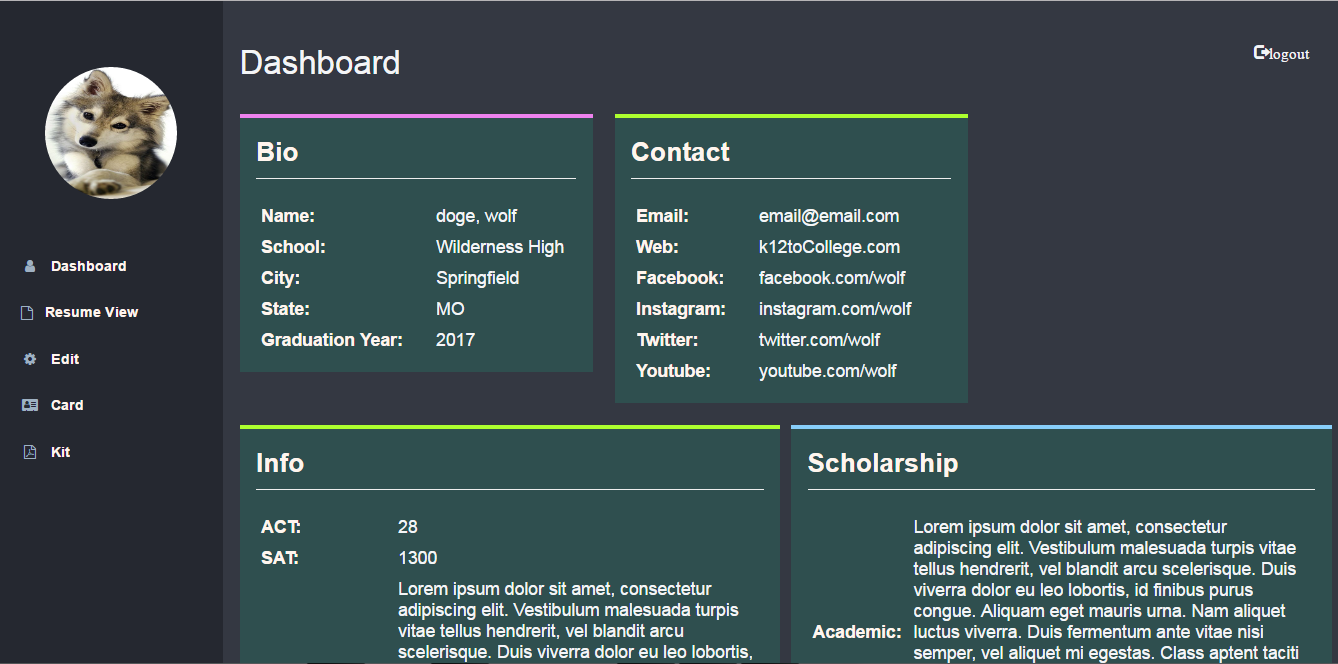 Dashboard
logout
Dashboard
Resume View
Edit
Card
Kit
Bio
Name: doge, wolf
School: Wilderness High
City: Springfield
State: MO
Graduation Year: 2017
Contact
Email: email@email.com
Web: k12toCollege.com
Facebook: facebook.com/wolf
Instagram: instagram.com/wolf
Twitter: twitter.com/wolf
Youtube: youtube.com/wolf
Info
ACT: 28
SAT: 1300
Lorem ipsum dolor sit amet, consectetur
adipiscing elit. Vestibulum malesuada turpis
vitae tellus hendrerit, vel blandit arcu
scelerisque. Duis viverra dolor eu leo lobortis,
Scholarship
Lorem ipsum dolor sit amet, consectetur
adipiscing elit. Vestibulum malesuada turpis vitae
tellus hendrerit, vel blandit arcu scelerisque. Duis
viverra dolor eu leo lobortis, id finibus purus
congue. Aliquam eget mauris urna. Nam aliquet
Academic: luctus viverra. Duis fermentum ante vitae nisi
semper, vel aliquet mi egestas. Class aptent taciti